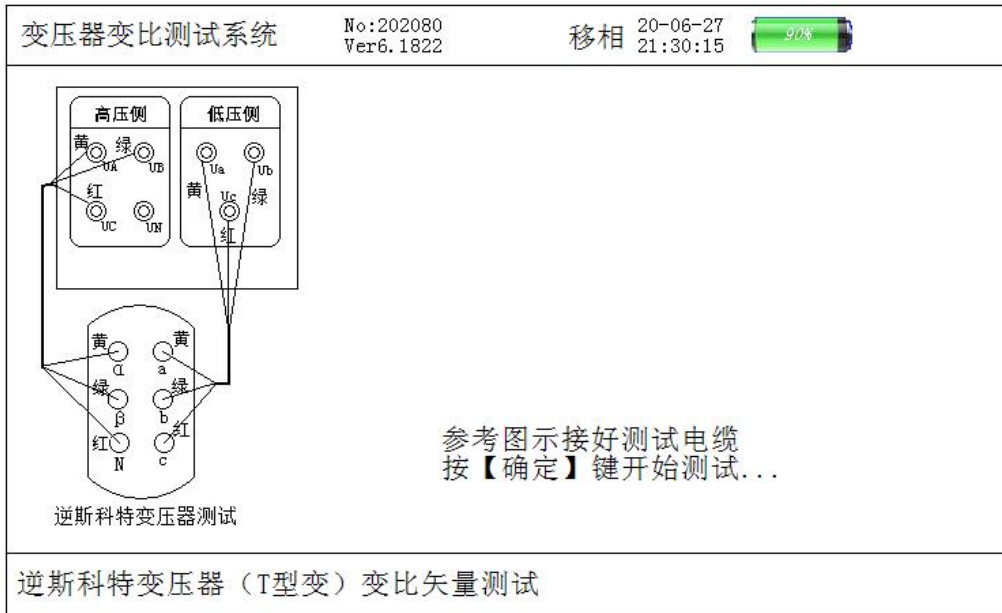 变压器变比测试系统
No:202080
Ver6.1822
移相
20-06-27
21:30:15
90%
高压侧
低压侧
黄
绿
UA
UB
Ua
Ub
红
黄
Uc
绿
UC
UN
红
黄
黄
α
a
绿
绿
β
b
红
红
N
c
逆斯科特变压器测试
参考图示接好测试电缆
按【确定】键开始测试...
逆斯科特变压器（T型变）变比矢量测试